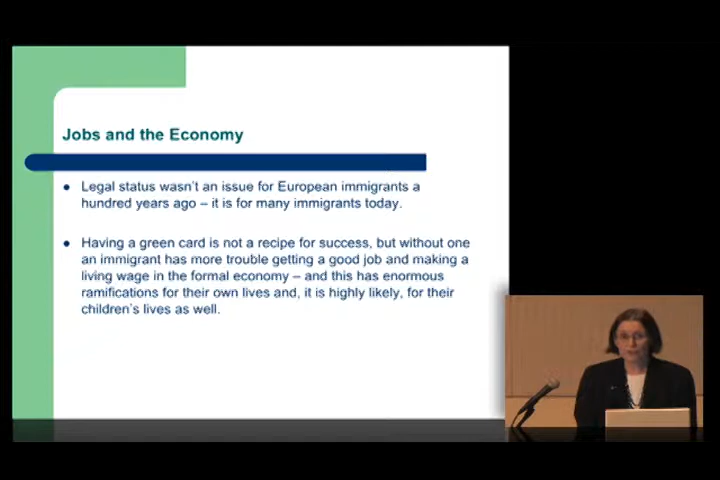 Jobs and the Economy
● Legal status wasn't an issue for European immigrants a
hundred years ago – it is for many immigrants today.
● Having a green card is not a recipe for success, but without one
an immigrant has more trouble getting a good job and making a
living wage in the formal economy – and this has enormous
ramifications for their own lives and, it is highly likely, for their
children's lives as well.